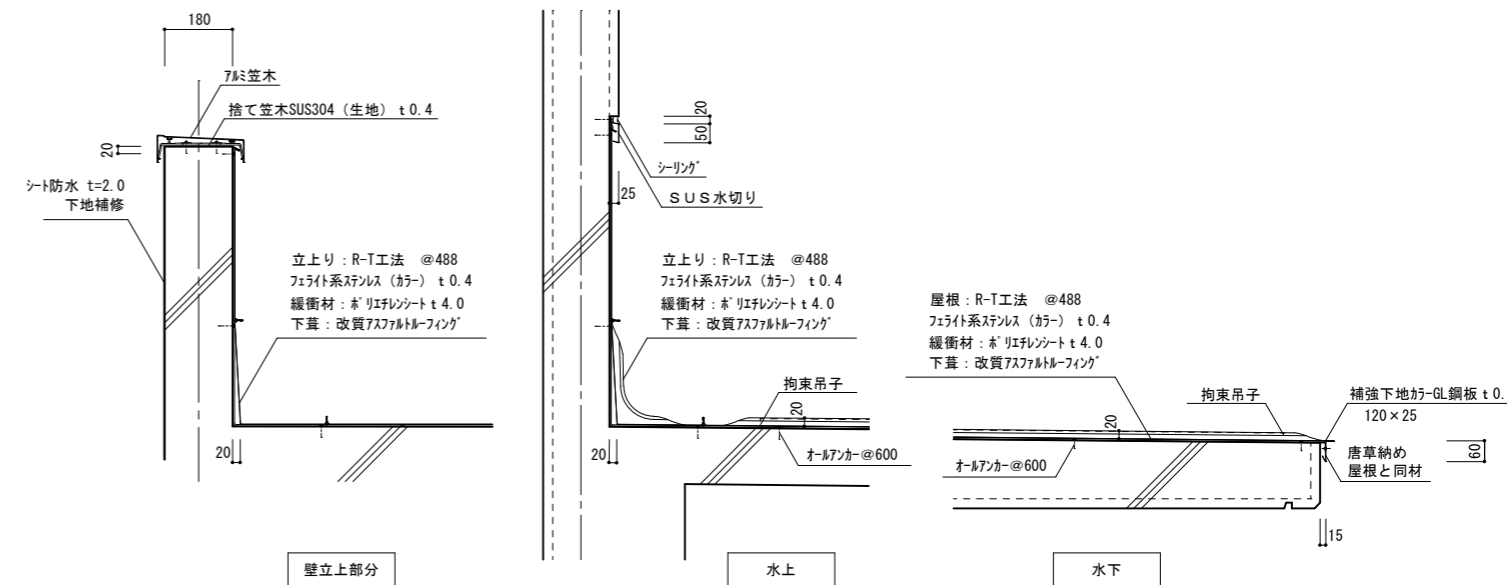 180
アルミ笠木
捨て笠木SUS304（生地） t 0.4
20
シート防水 t=2.0
下地補修
立上り：R-T工法 @488
フェライト系ステンレス（カラー） t 0.4
緩衝材：ポリエチレンシート t 4.0
下葺：改質アスファルトルーフィング
20
壁立上部分
20
50
シーリング
ＳＵＳ水切り
25
立上り：R-T工法 @488
フェライト系ステンレス（カラー） t 0.4
緩衝材：ポリエチレンシート t 4.0
下葺：改質アスファルトルーフィング
拘束吊子
20
オールアンカー@600
20
水上
屋根：R-T工法 @488
フェライト系ステンレス（カラー） t 0.4
緩衝材：ポリエチレンシート t 4.0
下葺：改質アスファルトルーフィング
拘束吊子
補強下地カラーGL鋼板 t 0.
120×25
20
オールアンカー@600
唐草納め
屋根と同材
60
15
水下